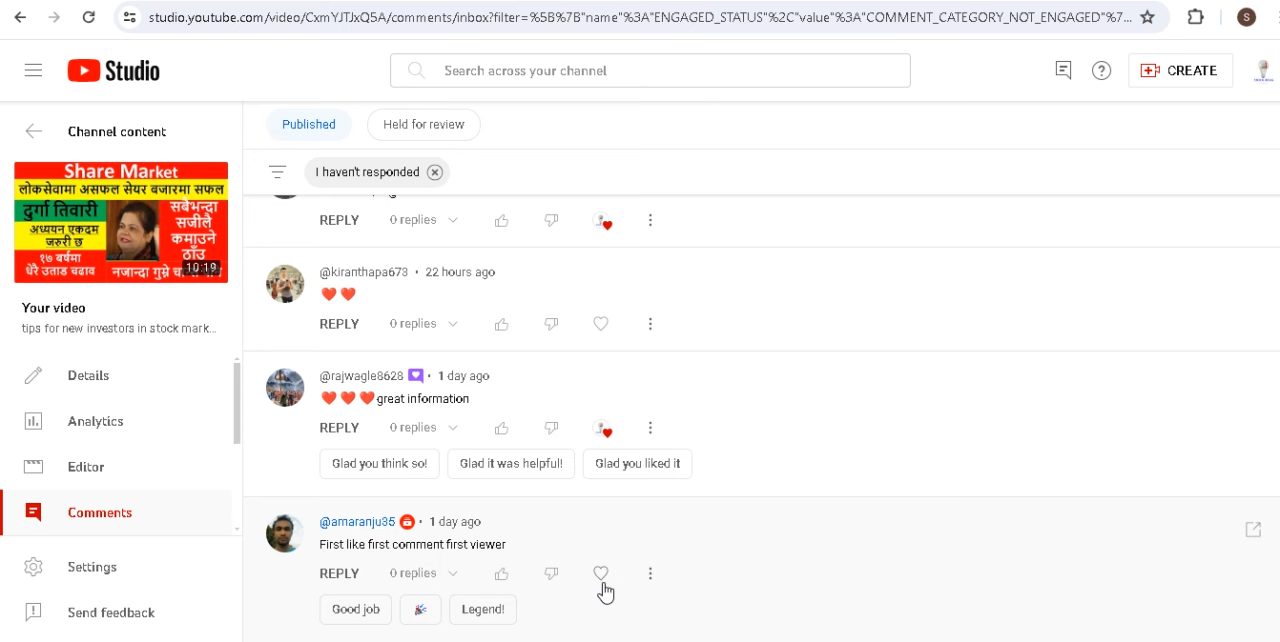 studio.youtube.com/video/CxmYJTJxQ5A/comments/inbox?filter=%5B%7B"name"%3A"ENGAGED_STATUS"%2C"value"%3A"COMMENT_CATEGORY_NOT_ENGAGED"%7...
S
Studio
Search across your channel
CREATE
Channel content
Published
Held for review
Share Market
लोकसेवामा असफल सेयर बजारमा सफल
दुर्गा तिवारी
सबैभन्दा
सजीलै
कमाउने
ठाँउ
अध्ययन एकदम
जरुरी छ
१७ बर्षमा
धेरै उताड चढाव
नजान्दा गुम्ने
10:19
I haven't responded
REPLY
0 replies
@kiranthapa673 • 22 hours ago
❤️❤️
REPLY
0 replies
Your video
tips for new investors in stock mark...
Details
Analytics
Editor
Comments
Settings
Send feedback
@rajwagle8628 • 1 day ago
❤️❤️❤️great information
REPLY
0 replies
Glad you think so!
Glad it was helpful!
Glad you liked it
@amaranju35 • 1 day ago
First like first comment first viewer
REPLY
0 replies
Good job
🎉
Legend!